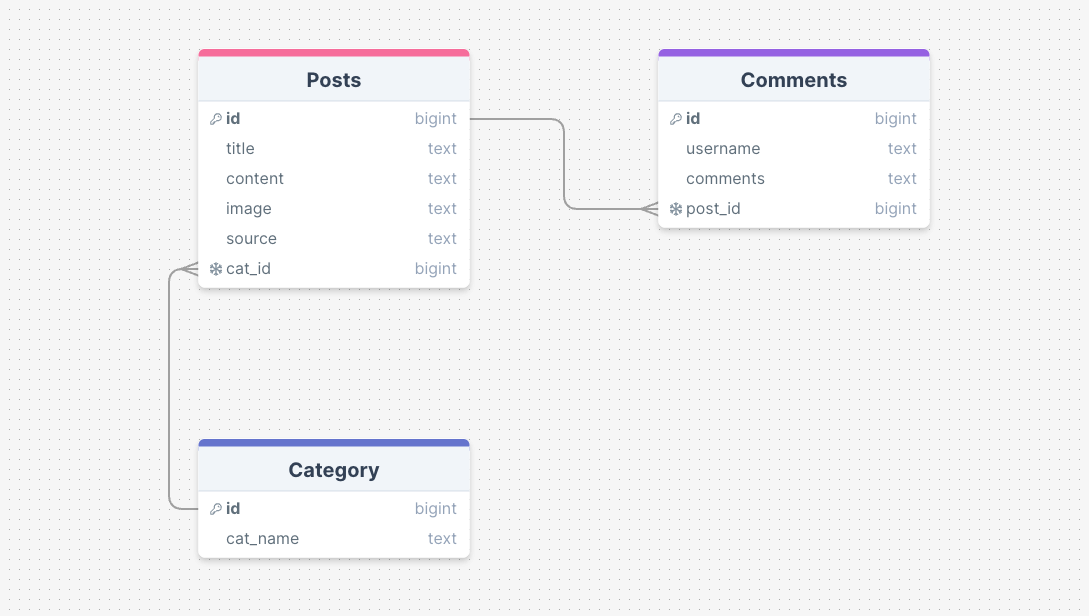 Posts
id bigint
title text
content text
image text
source text
cat_id bigint
Comments
id bigint
username text
comments text
post_id bigint
Category
id bigint
cat_name text